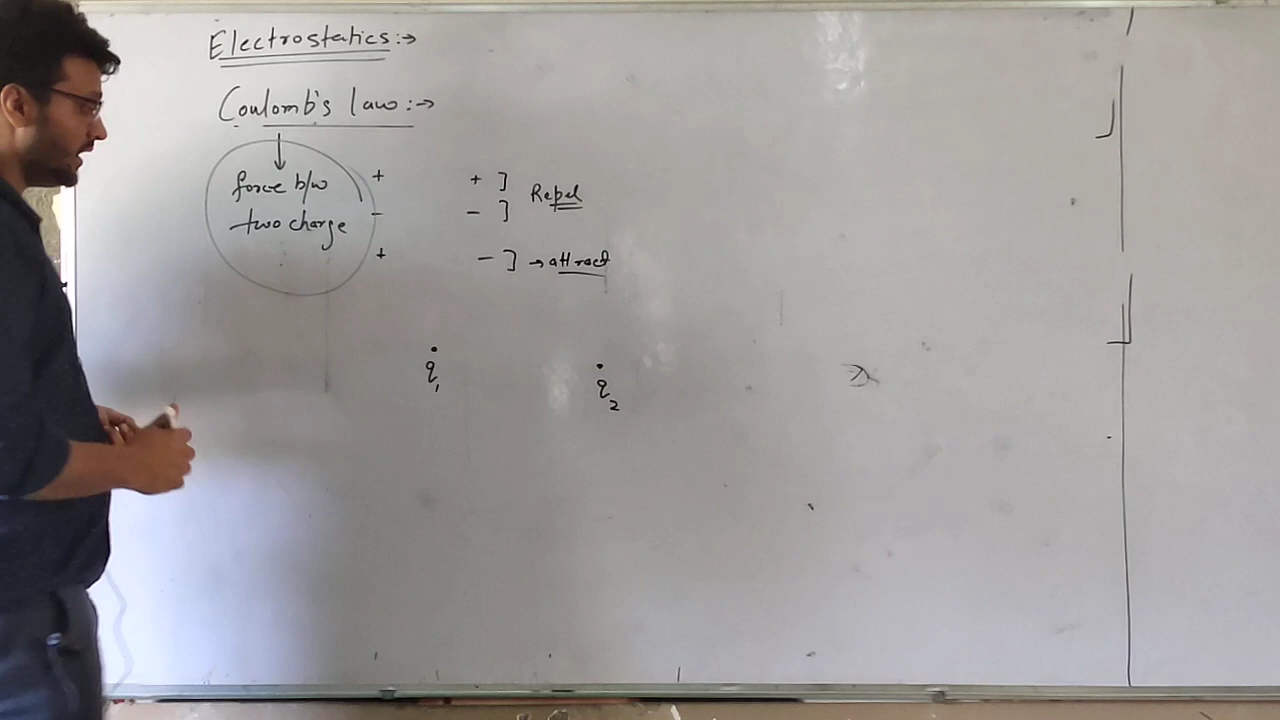 Electrostatics:→
Coulomb's law:→
↓
force b/w
two charge
+ + ]
- - ] Repel
+ - ] → attract
q1 q2